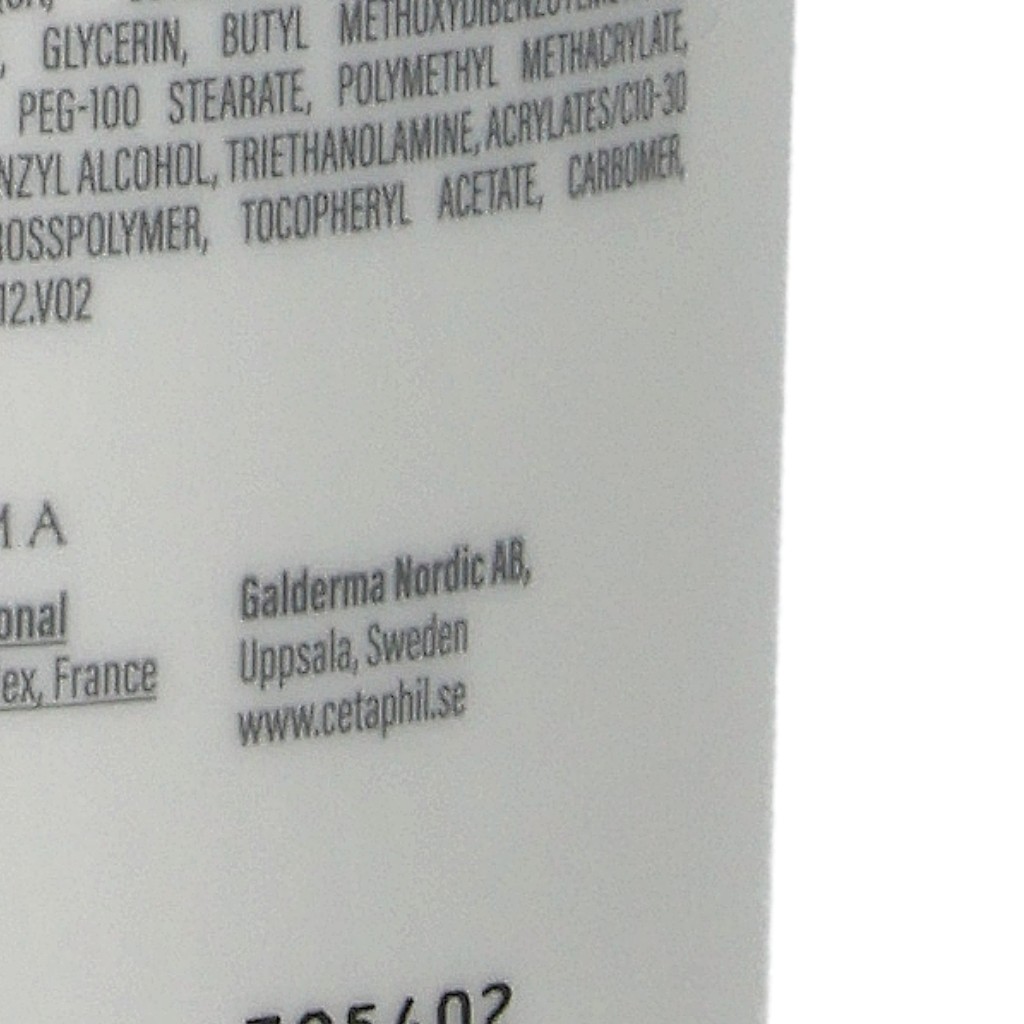 , GLYCERIN, BUTYL
PEG-100 STEARATE, POLYMETHYL METHACRYLATE,
NZYL ALCOHOL, TRIETHANOLAMINE, ACRYLATES/C10-30
ROSSPOLYMER, TOCOPHERYL ACETATE, CARBOMER,
12.V02
MA
onal
ex, France
Galderma Nordic AB,
Uppsala, Sweden
www.cetaphil.se